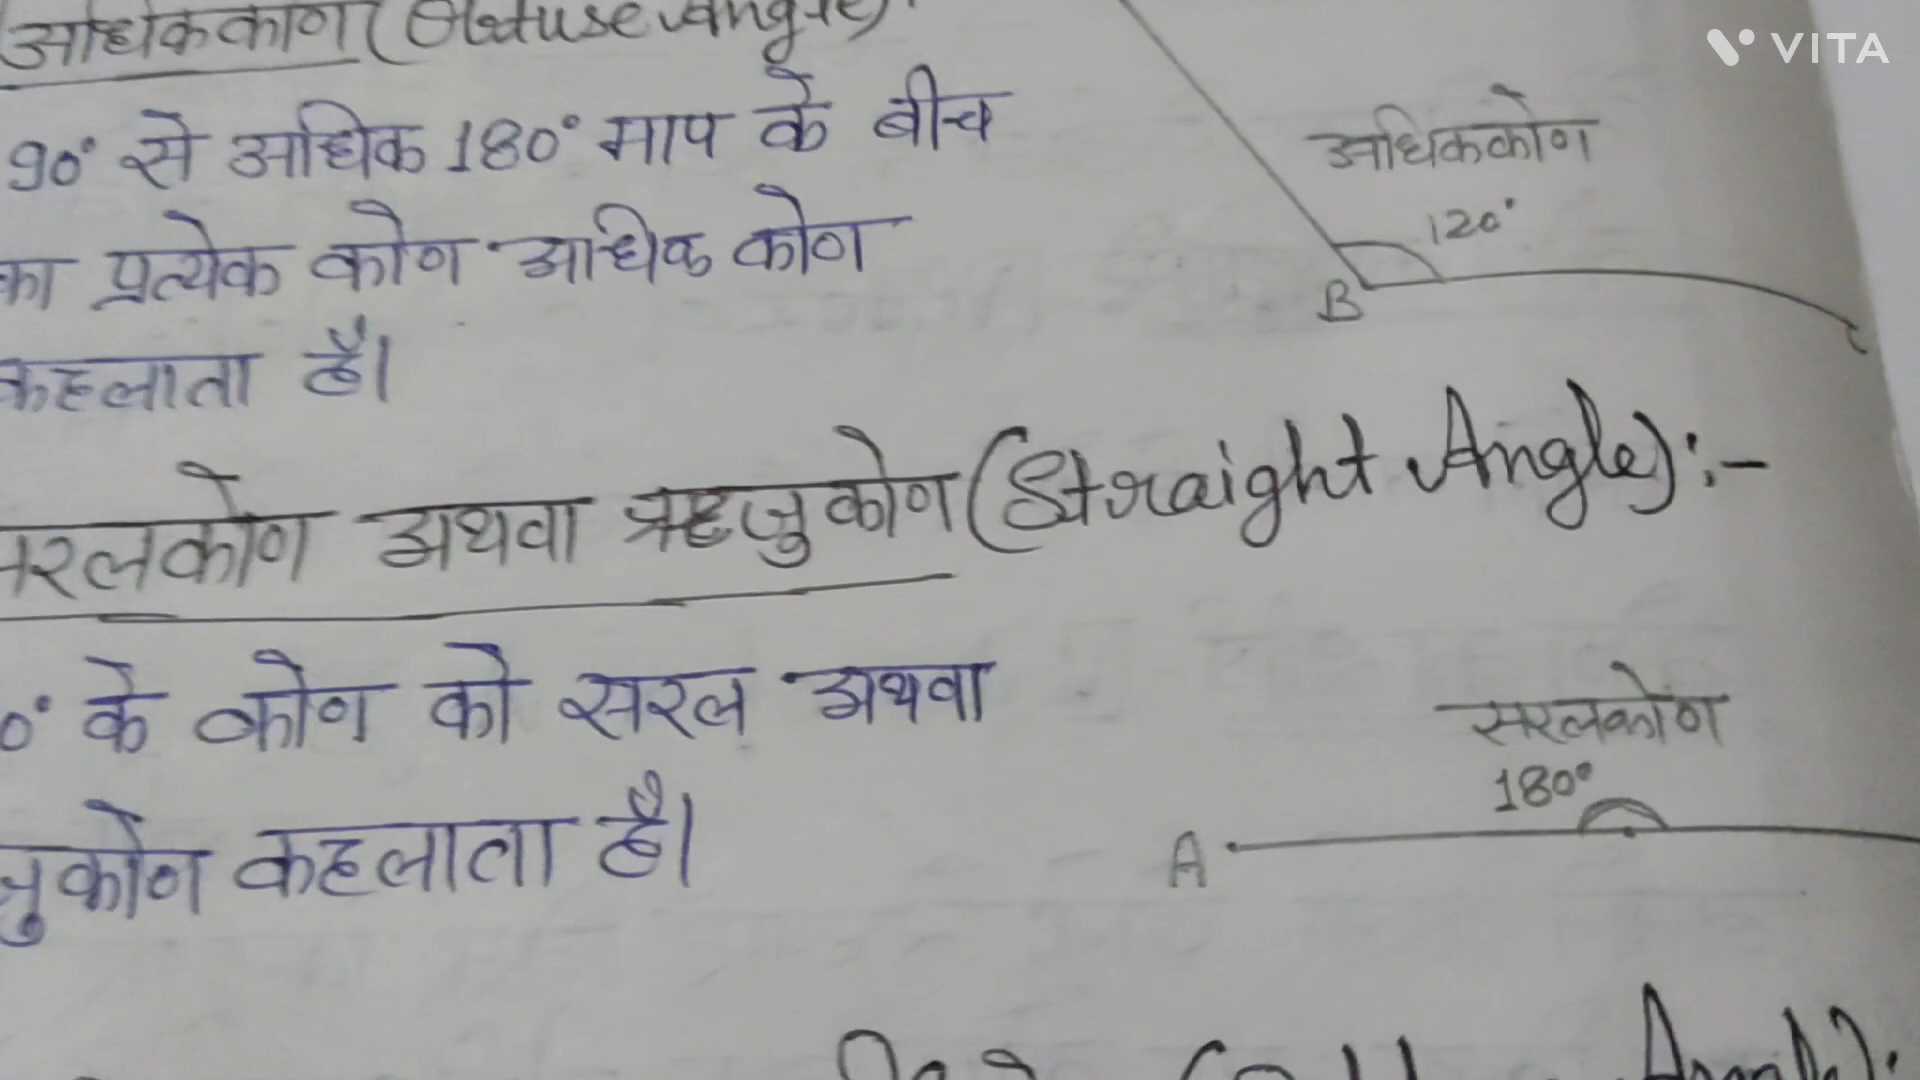 अधिककोण (Obtuse Angle):
VITA
90° से अधिक 180° माप के बीच
का प्रत्येक कोण अधिक कोण
कहलाता है।
अधिककोण
120°
B
सरलकोण अथवा ऋजुकोण (Straight Angle):-
0° के कोण को सरल अथवा
जुकोण कहलाता है।
सरलकोण
180°
A
Angle):